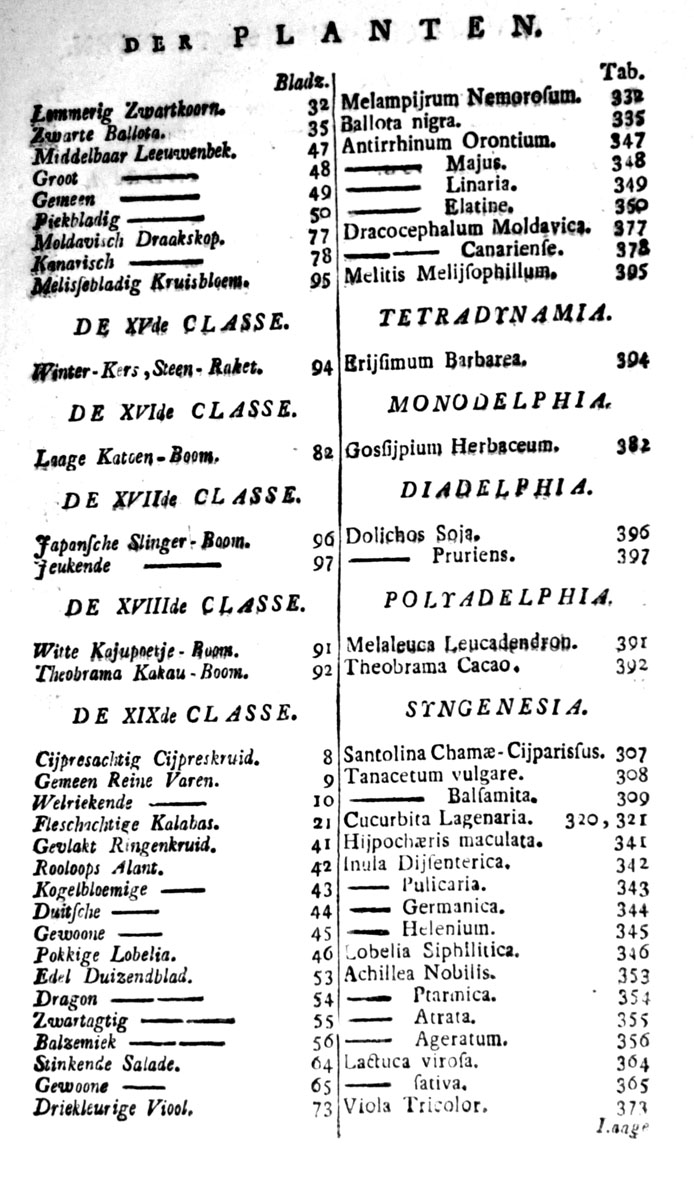 DER PLANTEN.
Bladz. Tab.
Lommerig Zwartkoorn. 32 Melampijrum Nemoroſum. 332
Zwarte Ballota. 35 Ballota nigra. 335
Middelbaar Leeuwenbek. 47 Antirrhinum Orontium. 347
Groot —— 48 —— Majus. 348
Gemeen —— 49 —— Linaria. 349
Piekbladig —— 50 —— Elatine. 350
Moldavisch Draakskop. 77 Dracocephalum Moldavica. 377
Kanarisch —— 78 —— —— Canarienſe. 378
Meliſſebladig Kruisbloem. 95 Melitis Melijſophillum. 395
DE XVde CLASSE. TETRADYNAMIA.
Winter-Kers, Steen-Raket. 94 Erijſimum Barbarea. 394
DE XVIde CLASSE. MONODELPHIA.
Laage Katoen-Boom. 82 Gosſijpium Herbaceum. 382
DE XVIIde CLASSE. DIADELPHIA.
Japanſche Slinger-Boom. 96 Dolichos Soja. 396
Jeukende —— 97 —— Pruriens. 397
DE XVIIIde CLASSE. POLYADELPHIA.
Witte Kajupoetje-Boom. 91 Melaleuca Leucadendron. 391
Theobrama Kakau-Boom. 92 Theobrama Cacao. 392
DE XIXde CLASSE. SYNGENESIA.
Cijpresachtig Cijpreskruid. 8 Santolina Chamæ-Cijparisſus. 307
Gemeen Reine Varen. 9 Tanacetum vulgare. 308
Welriekende —— 10 —— Balſamita. 309
Fleschachtige Kalabas. 21 Cucurbita Lagenaria. 320, 321
Gevlakt Ringenkruid. 41 Hijpochæris maculata. 341
Rooloops Alant. 42 Inula Dijſenterica. 342
Kogelbloemige —— 43 —— Pulicaria. 343
Duitſche —— 44 —— Germanica. 344
Gewoone —— 45 —— Helenium. 345
Pokkige Lobelia. 46 Lobelia Siphilitica. 346
Edel Duizendblad. 53 Achillea Nobilis. 353
Dragon —— —— 54 —— Ptarmica. 354
Zwartagtig —— —— 55 —— Atrata. 355
Balzemiek —— —— 56 —— Ageratum. 356
Stinkende Salade. 64 Lactuca viroſa. 364
Gewoone —— 65 —— ſativa. 365
Driekleurige Viool. 73 Viola Tricolor. 373
Laage